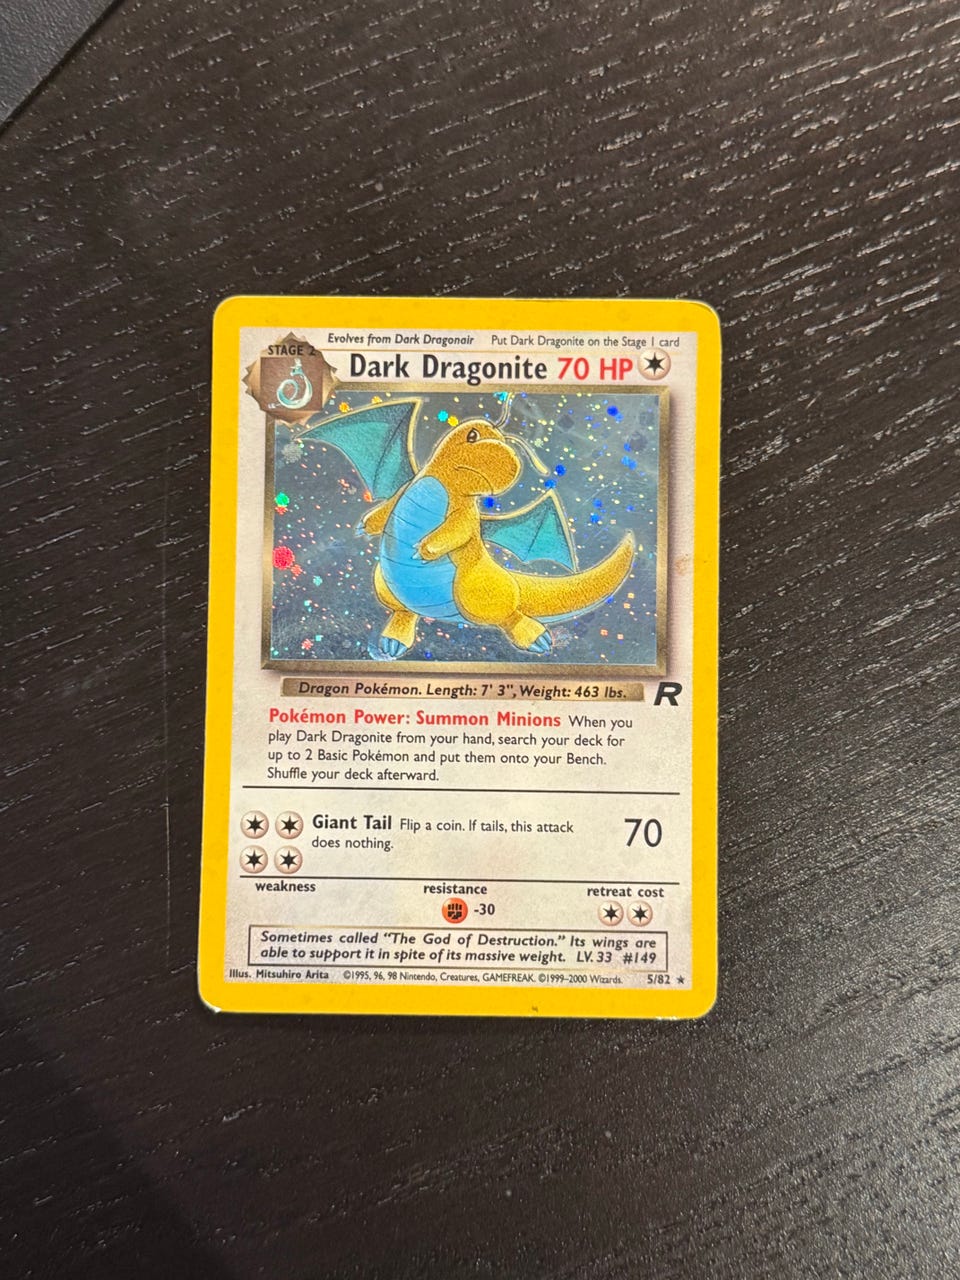 Evolves from Dark Dragonair Put Dark Dragonite on the Stage 1 card
STAGE 2
Dark Dragonite 70 HP
Dragon Pokémon. Length: 7' 3", Weight: 463 lbs.
R
Pokémon Power: Summon Minions When you
play Dark Dragonite from your hand, search your deck for
up to 2 Basic Pokémon and put them onto your Bench.
Shuffle your deck afterward.
Giant Tail Flip a coin. If tails, this attack
does nothing.
70
weakness resistance retreat cost
-30
Sometimes called “The God of Destruction.” Its wings are
able to support it in spite of its massive weight. LV. 33 #149
Illus. Mitsuhiro Arita ©1995, 96, 98 Nintendo, Creatures, GAMEFREAK. ©1999-2000 Wizards. 5/82 ★